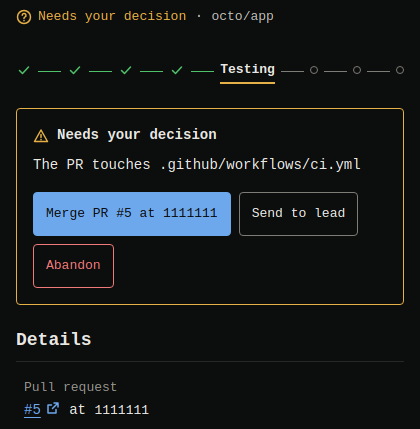 Needs your decision · octo/app
Testing
Needs your decision
The PR touches .github/workflows/ci.yml
Merge PR #5 at 1111111
Send to lead
Abandon
Details
Pull request
#5 at 1111111